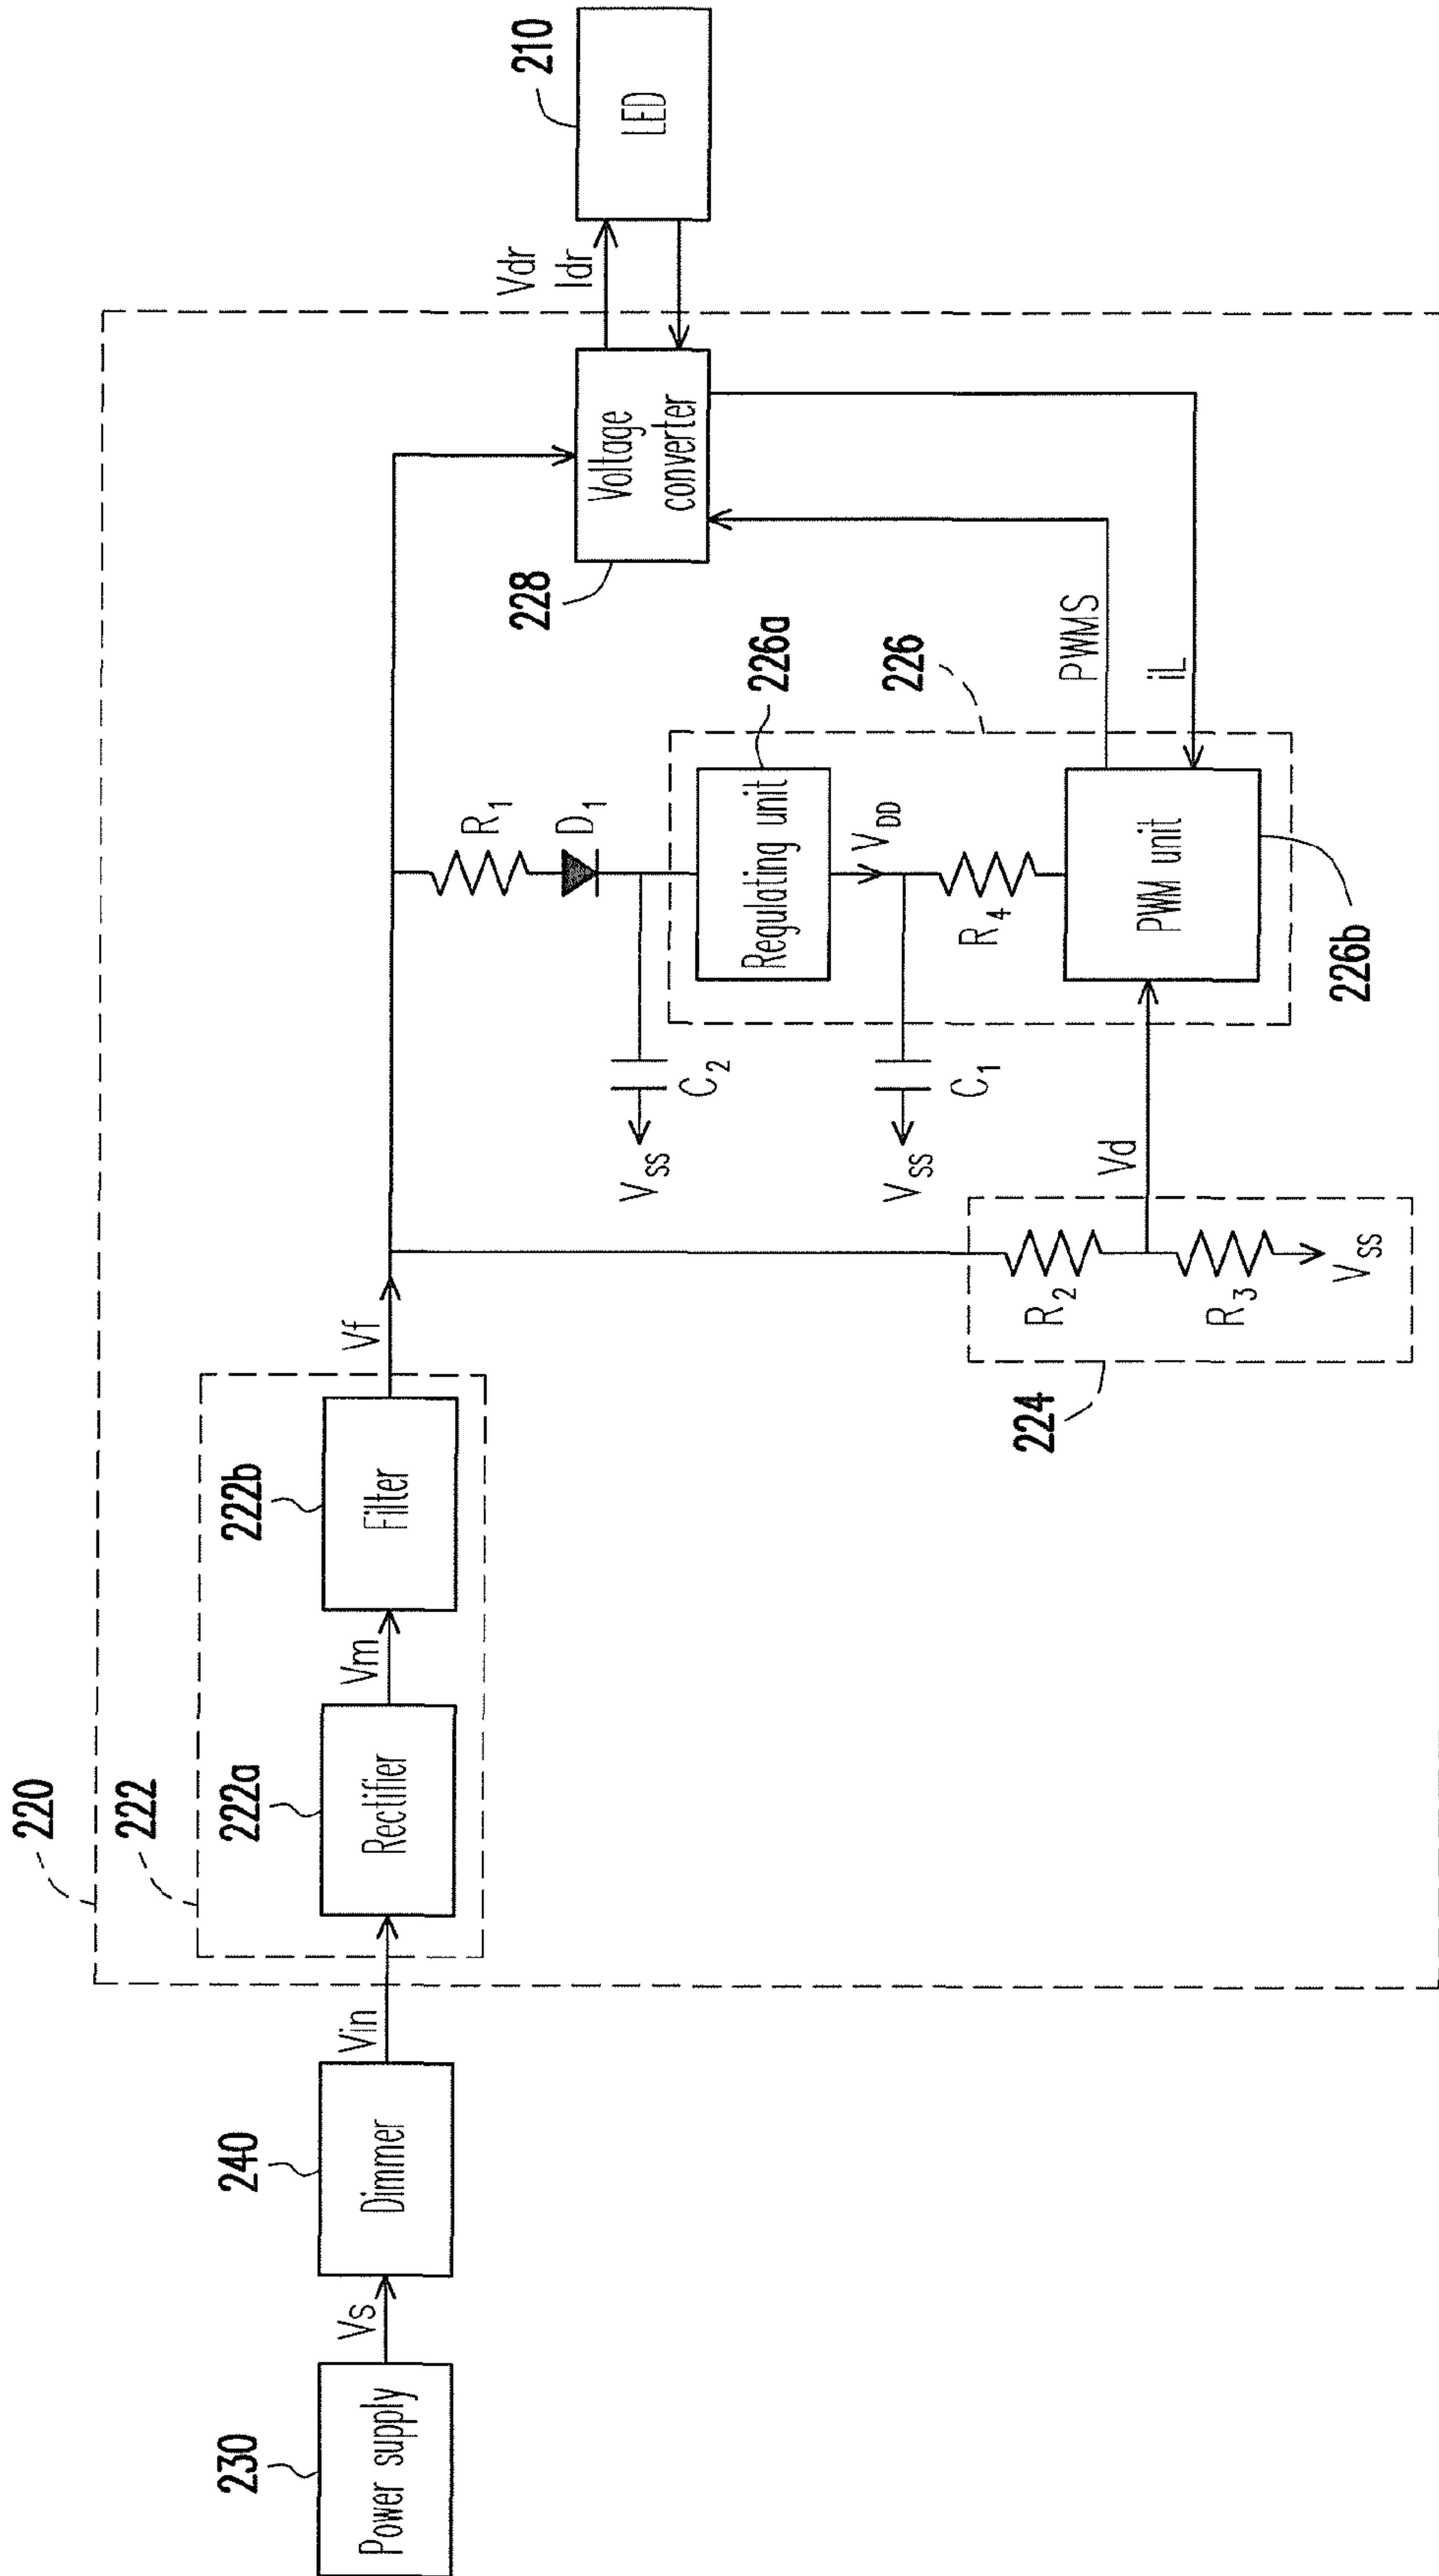 220
222
230
Power supply
Vs
240
Dimmer
Vin
222a
Rectifier
Vm
222b
Filter
Vf
224
R2
R3
VSS
Vd
R1
D1
C2
VSS
226a
Regulating unit
VDD
C1
VSS
R4
226
PWM unit
226b
PWMS
iL
228
Voltage
converter
Vdr
Idr
210
LED